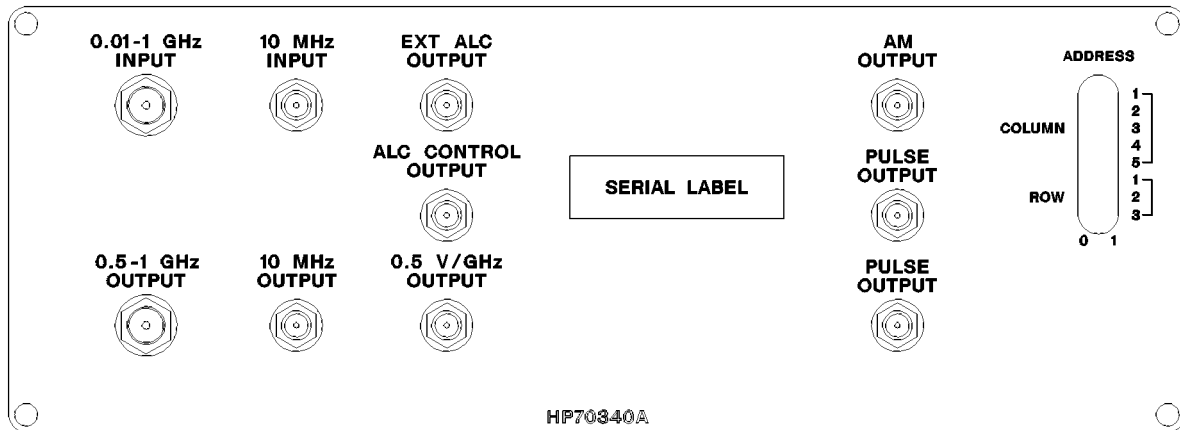 0.01-1 GHz
INPUT
10 MHz
INPUT
EXT ALC
OUTPUT
AM
OUTPUT
ADDRESS
ALC CONTROL
OUTPUT
SERIAL LABEL
PULSE
OUTPUT
COLUMN
1
2
3
4
5
ROW
1
2
3
0 1
0.5-1 GHz
OUTPUT
10 MHz
OUTPUT
0.5 V/GHz
OUTPUT
PULSE
OUTPUT
HP70340A